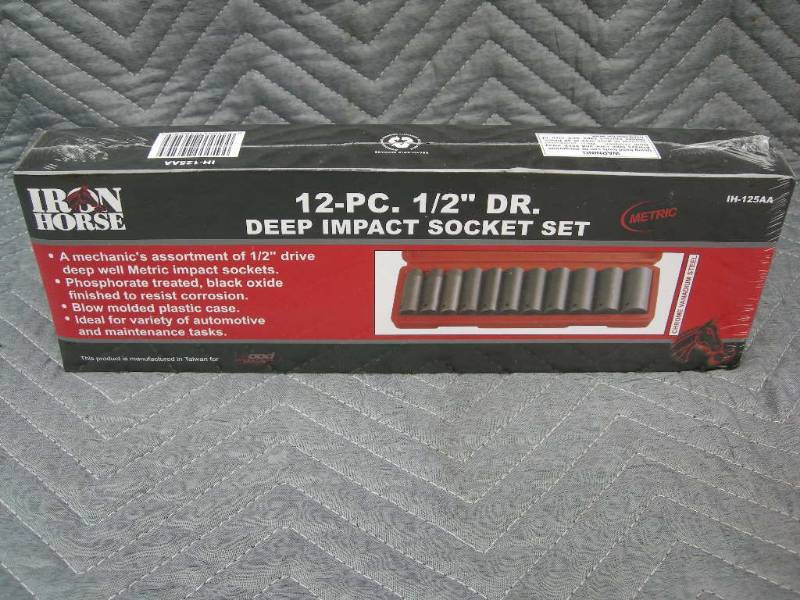 IH-125AA
WARNING
IRON
HORSE
12-PC. 1/2" DR.
DEEP IMPACT SOCKET SET
METRIC
IH-125AA
• A mechanic's assortment of 1/2" drive
deep well Metric impact sockets.
• Phosphorate treated, black oxide
finished to resist corrosion.
• Blow molded plastic case.
• Ideal for variety of automotive
and maintenance tasks.
CHROME VANADIUM STEEL
This product is manufactured in Taiwan for